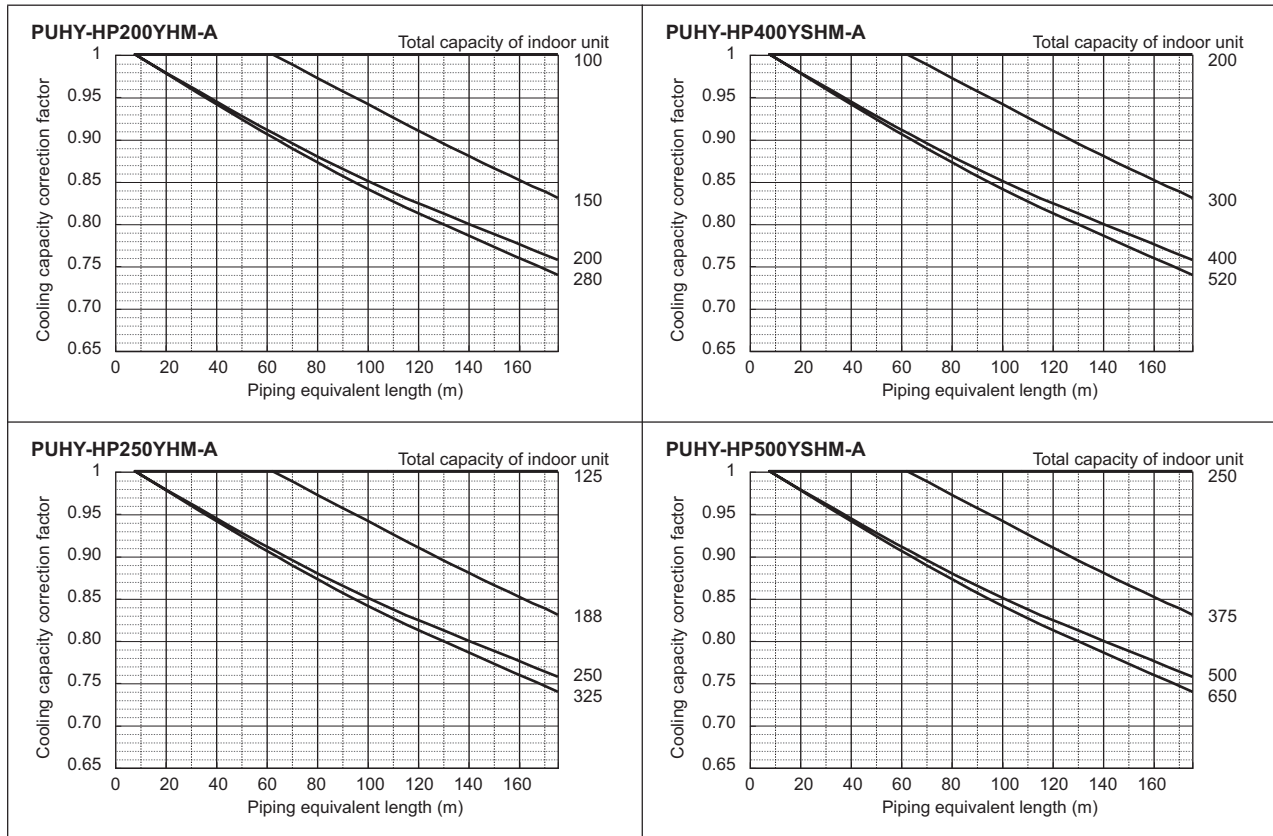 PUHY-HP200YHM-A
Total capacity of indoor unit
Cooling capacity correction factor
1
0.95
0.90
0.85
0.80
0.75
0.70
0.65
100
150
200
280
0 20 40 60 80 100 120 140 160
Piping equivalent length (m)
PUHY-HP400YSHM-A
Total capacity of indoor unit
Cooling capacity correction factor
1
0.95
0.90
0.85
0.80
0.75
0.70
0.65
200
300
400
520
0 20 40 60 80 100 120 140 160
Piping equivalent length (m)
PUHY-HP250YHM-A
Total capacity of indoor unit
Cooling capacity correction factor
1
0.95
0.90
0.85
0.80
0.75
0.70
0.65
125
188
250
325
0 20 40 60 80 100 120 140 160
Piping equivalent length (m)
PUHY-HP500YSHM-A
Total capacity of indoor unit
Cooling capacity correction factor
1
0.95
0.90
0.85
0.80
0.75
0.70
0.65
250
375
500
650
0 20 40 60 80 100 120 140 160
Piping equivalent length (m)